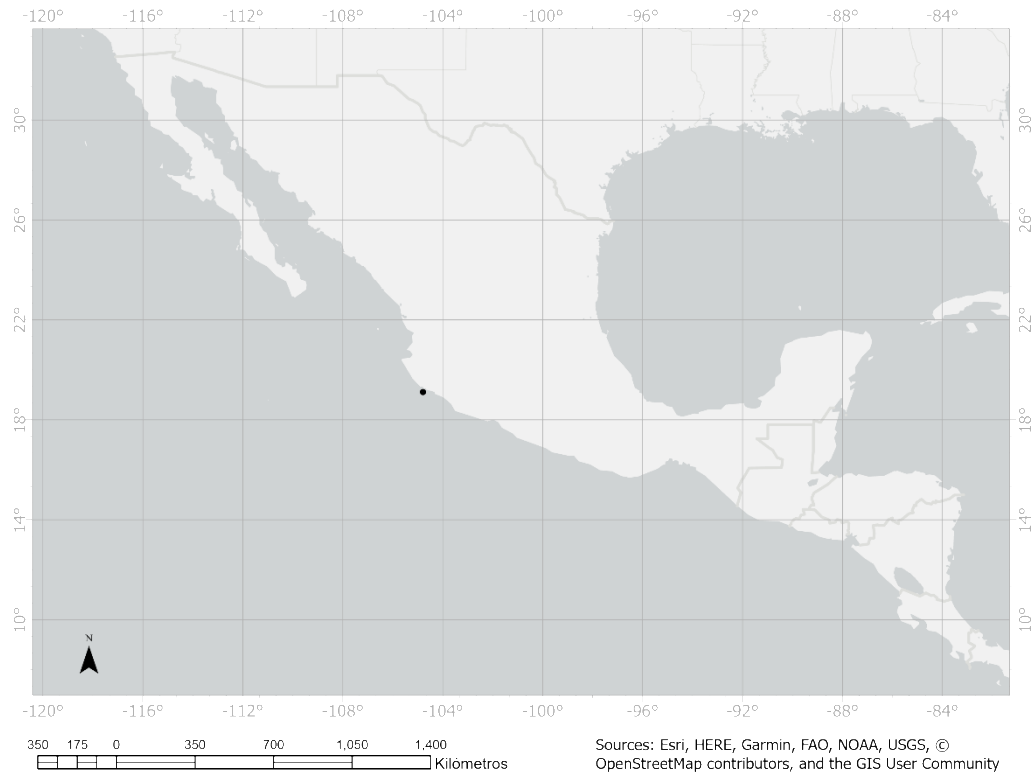 -120° -116° -112° -108° -104° -100° -96° -92° -88° -84°
30° 30°
26° 26°
22° 22°
18° 18°
14° 14°
10° 10°
N
-120° -116° -112° -108° -104° -100° -96° -92° -88° -84°
350 175 0 350 700 1,050 1,400
Kilómetros
Sources: Esri, HERE, Garmin, FAO, NOAA, USGS, ©
OpenStreetMap contributors, and the GIS User Community